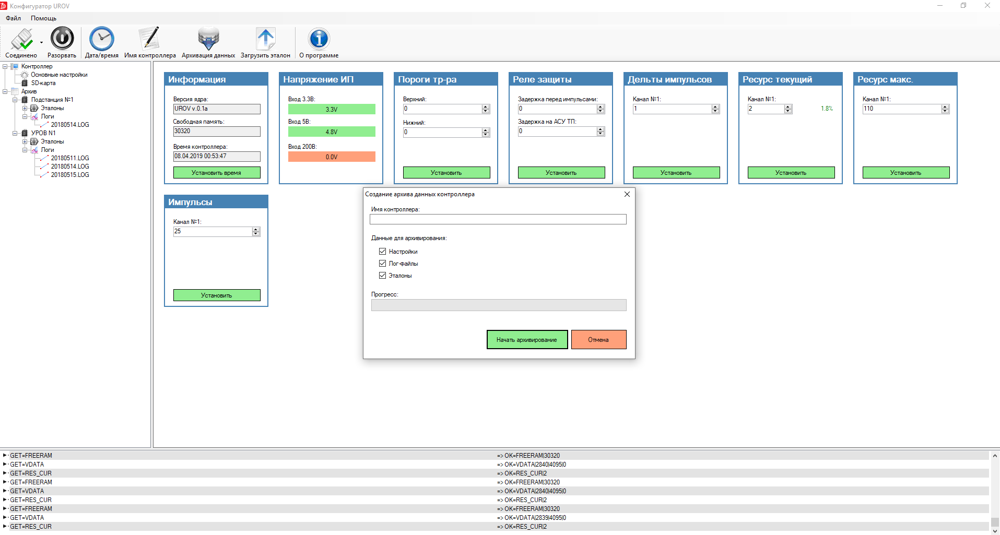 Конфигуратор UROV
Файл Помощь
Соединено Разорвать Дата/время Имя контроллера Архивация данных Загрузить эталон О программе
Контроллер
Основные настройки
SD-карта
Архив
Подстанция №1
Эталоны
Логи
20180514.LOG
УРОВ N1
Эталоны
Логи
20180511.LOG
20180514.LOG
20180515.LOG
Информация
Версия ядра:
UROV v.0.1a
Свободная память:
30320
Время контроллера:
08.04.2019 00:53:47
Установить время
Напряжение ИП
Вход 3.3В:
3.3V
Вход 5В:
4.8V
Вход 200В:
0.0V
Пороги тр-ра
Верхний:
0
Нижний:
0
Установить
Реле защиты
Задержка перед импульсами:
0
Задержка на АСУ ТП:
0
Установить
Дельты импульсов
Канал №1:
1
Установить
Ресурс текущий
Канал №1:
2 1.8%
Установить
Ресурс макс.
Канал №1:
110
Установить
Импульсы
Канал №1:
25
Установить
Создание архива данных контроллера
Имя контроллера:
Данные для архивирования:
Настройки
Лог-файлы
Эталоны
Прогресс:
Начать архивирование Отмена
GET=FREERAM => OK=FREERAM|30320
GET=VDATA => OK=VDATA|2840|4095|0
GET=RES_CUR => OK=RES_CUR|2
GET=FREERAM => OK=FREERAM|30320
GET=VDATA => OK=VDATA|2840|4095|0
GET=RES_CUR => OK=RES_CUR|2
GET=FREERAM => OK=FREERAM|30320
GET=VDATA => OK=VDATA|2839|4095|0
GET=RES_CUR => OK=RES_CUR|2